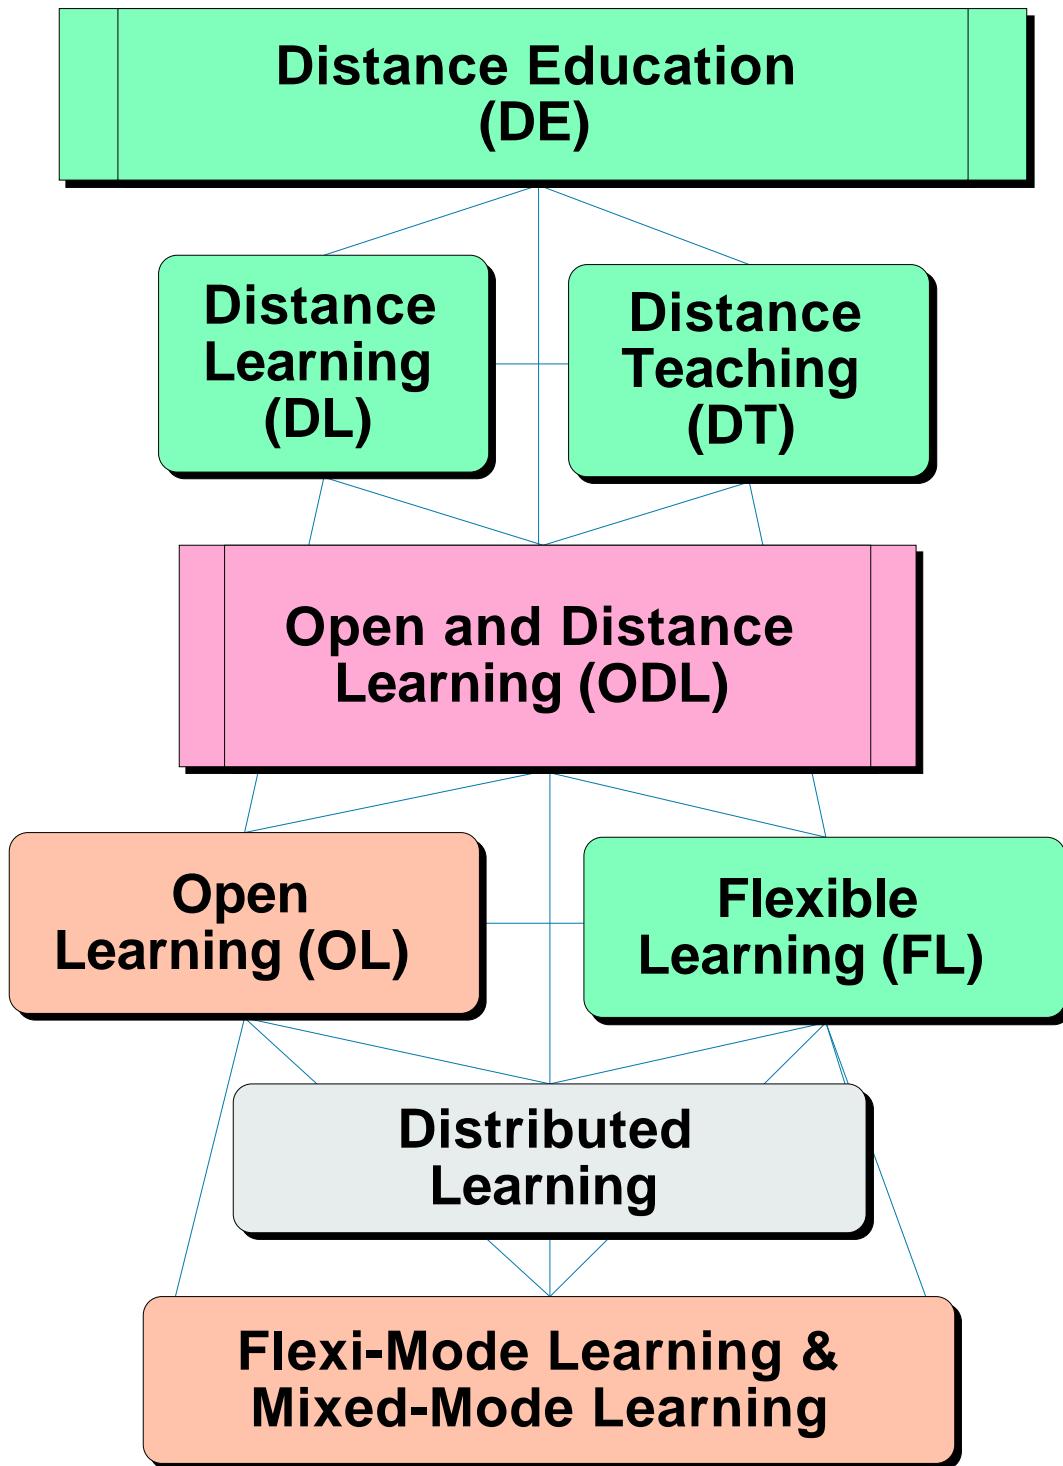 Distance Education
(DE)
Distance
Learning
(DL)
Distance
Teaching
(DT)
Open and Distance
Learning (ODL)
Open
Learning (OL)
Flexible
Learning (FL)
Distributed
Learning
Flexi-Mode Learning &
Mixed-Mode Learning